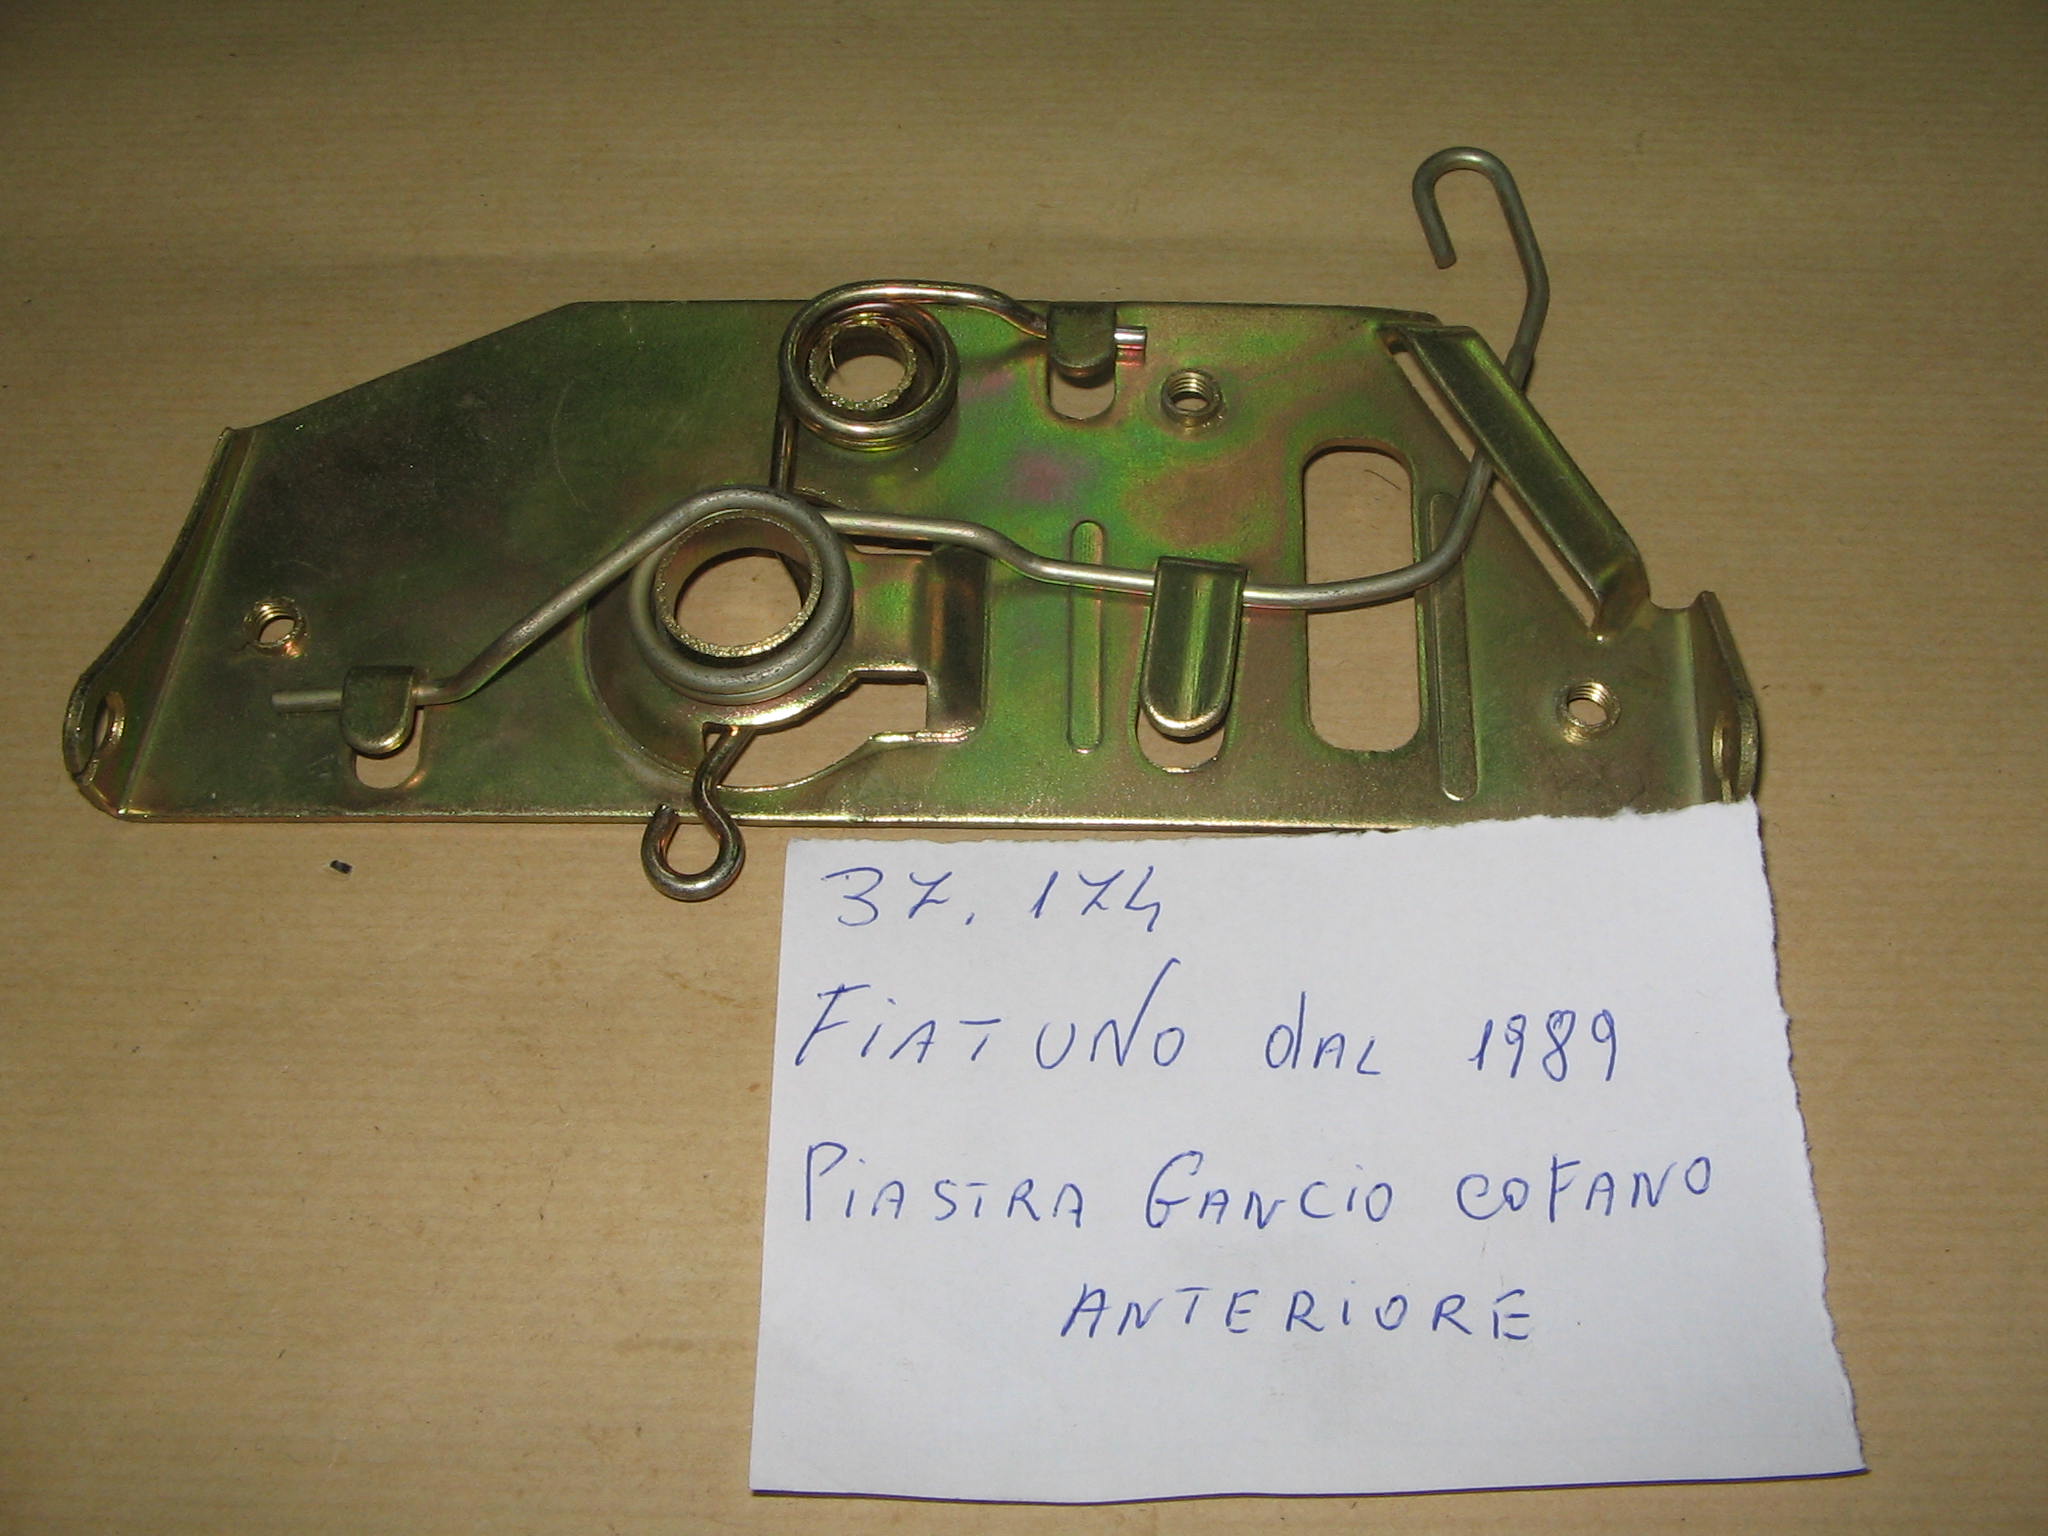 37.174
FIAT UNO dAL 1989
PIASTRA GANCIO COFANO
ANTERIORE